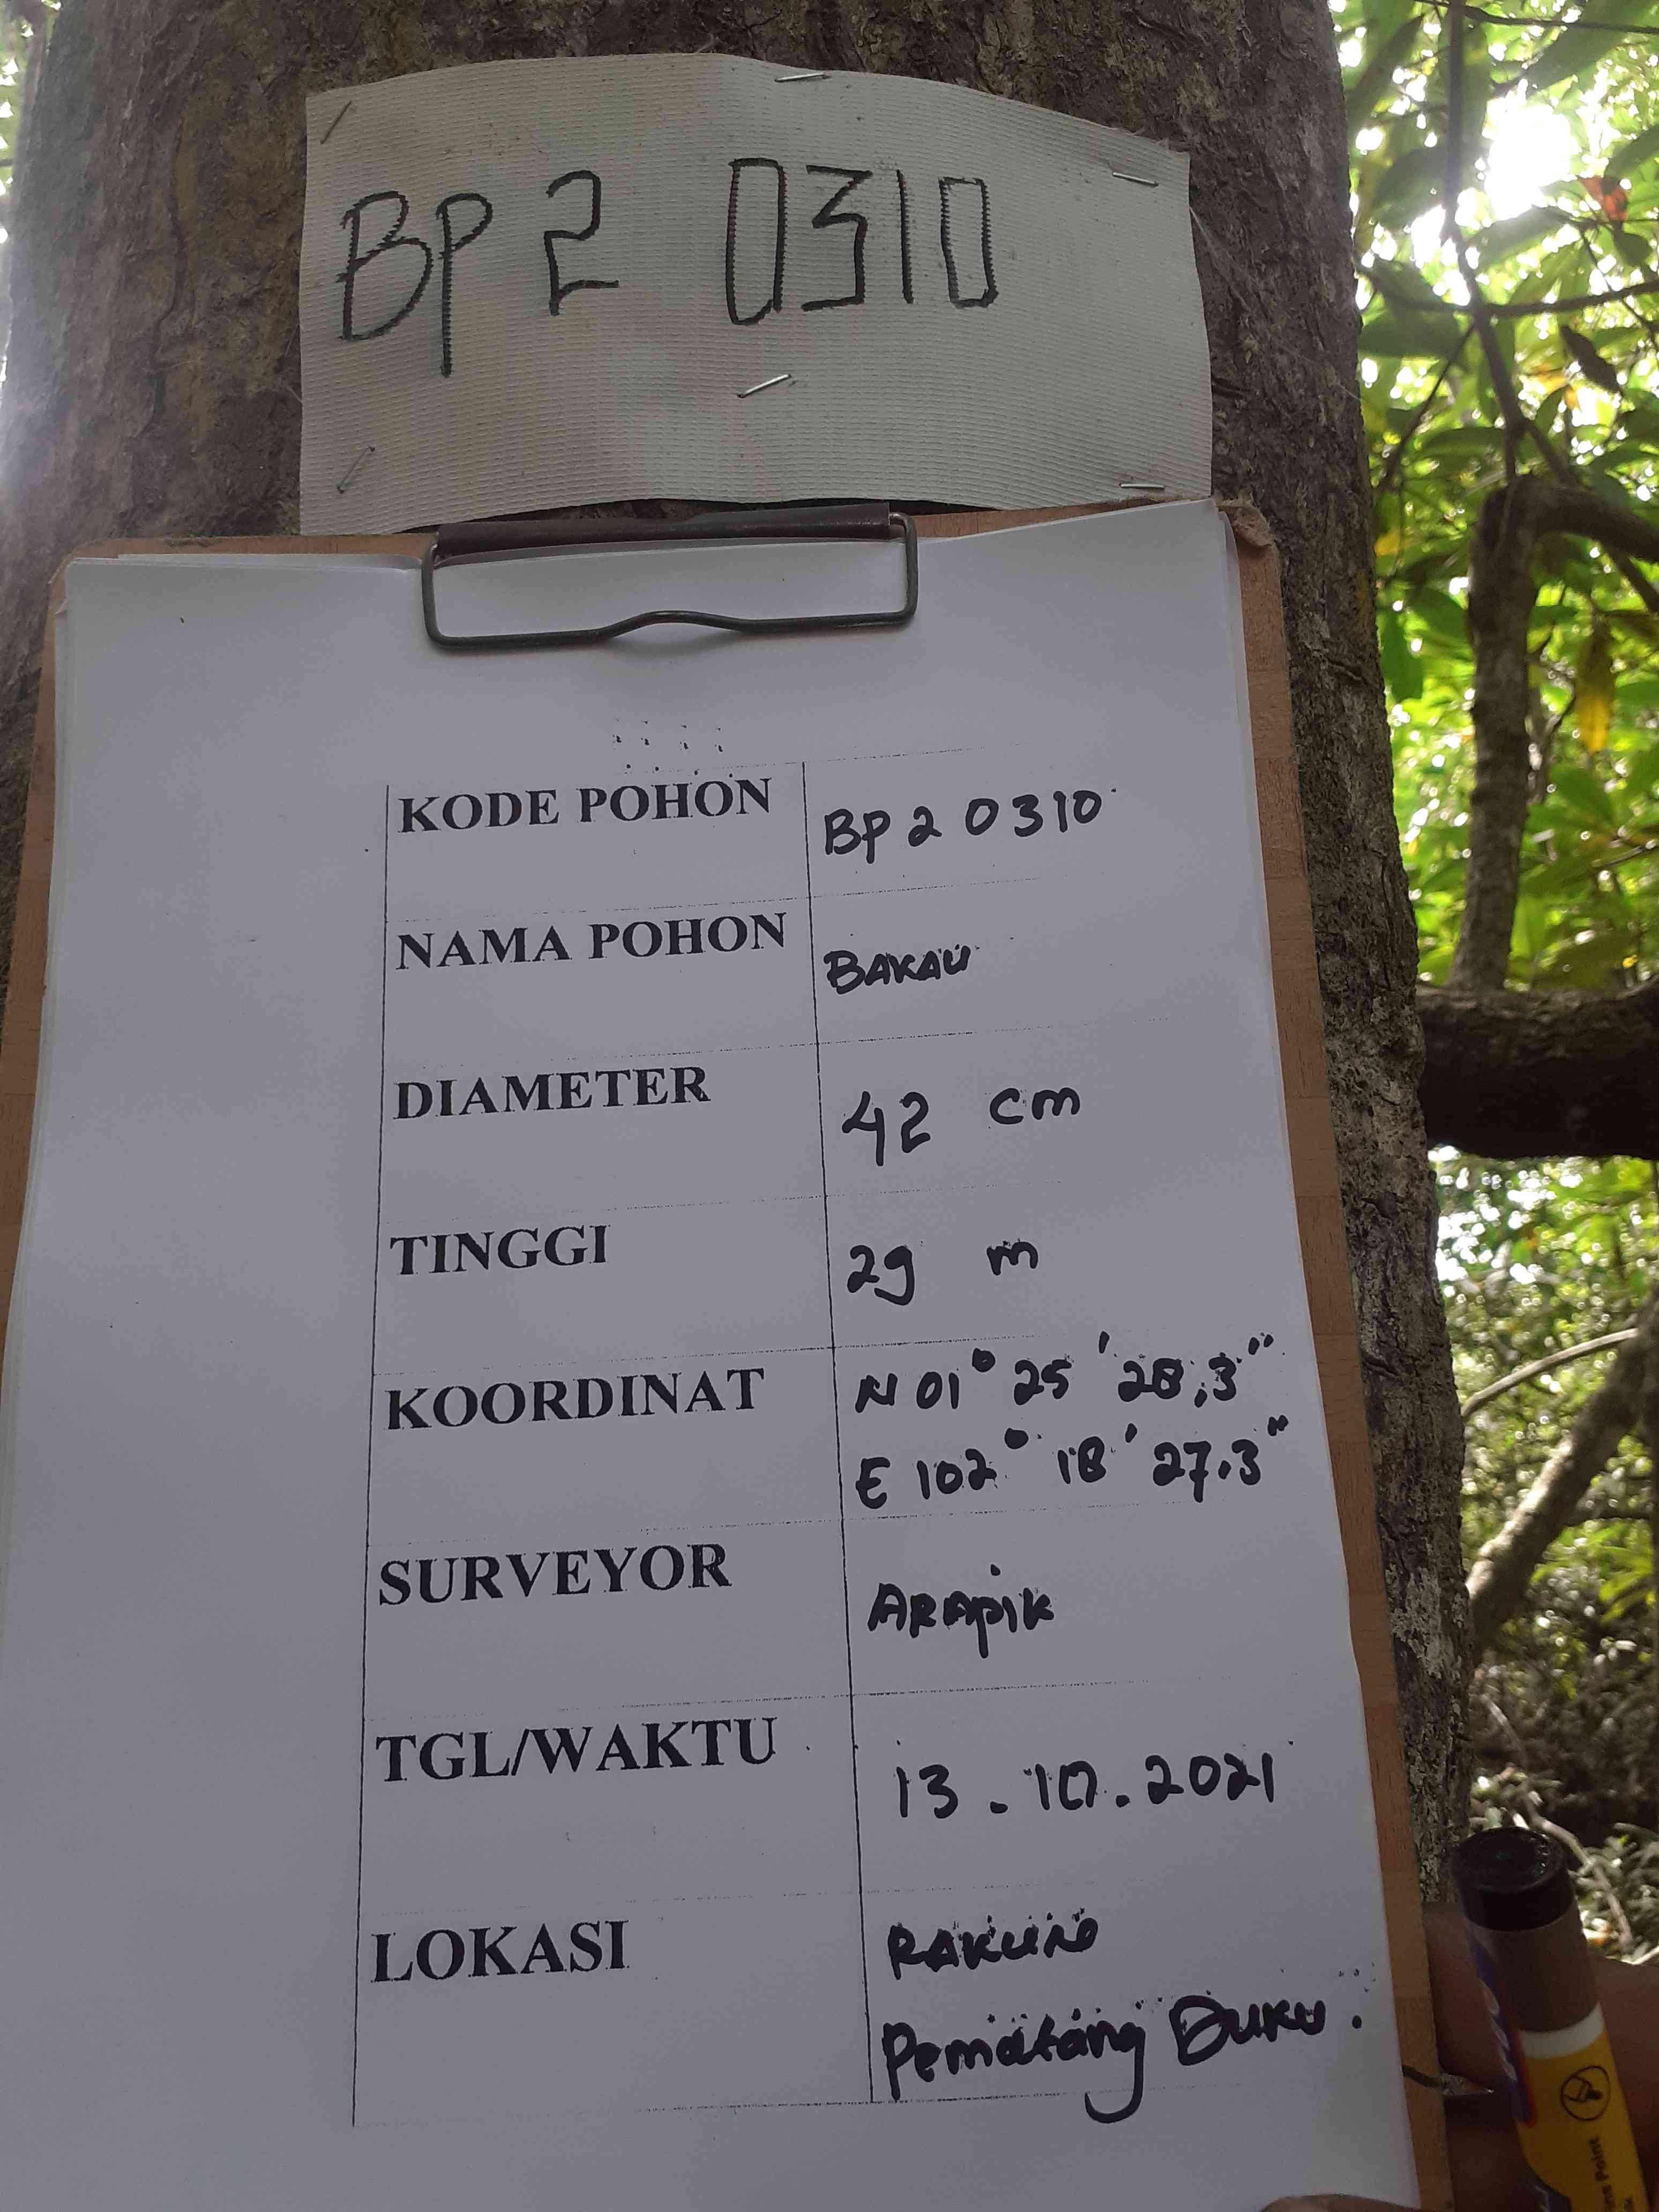 BP 2 0310
KODE POHON BP 2 0310
NAMA POHON BAKAU
DIAMETER 42 cm
TINGGI 29 m
KOORDINAT N 01° 25 ' 28,3"
E 102° 18 ' 27.3"
SURVEYOR ARAPIK
TGL/WAKTU 13.10.2021
LOKASI
Pematang Duku.
Point